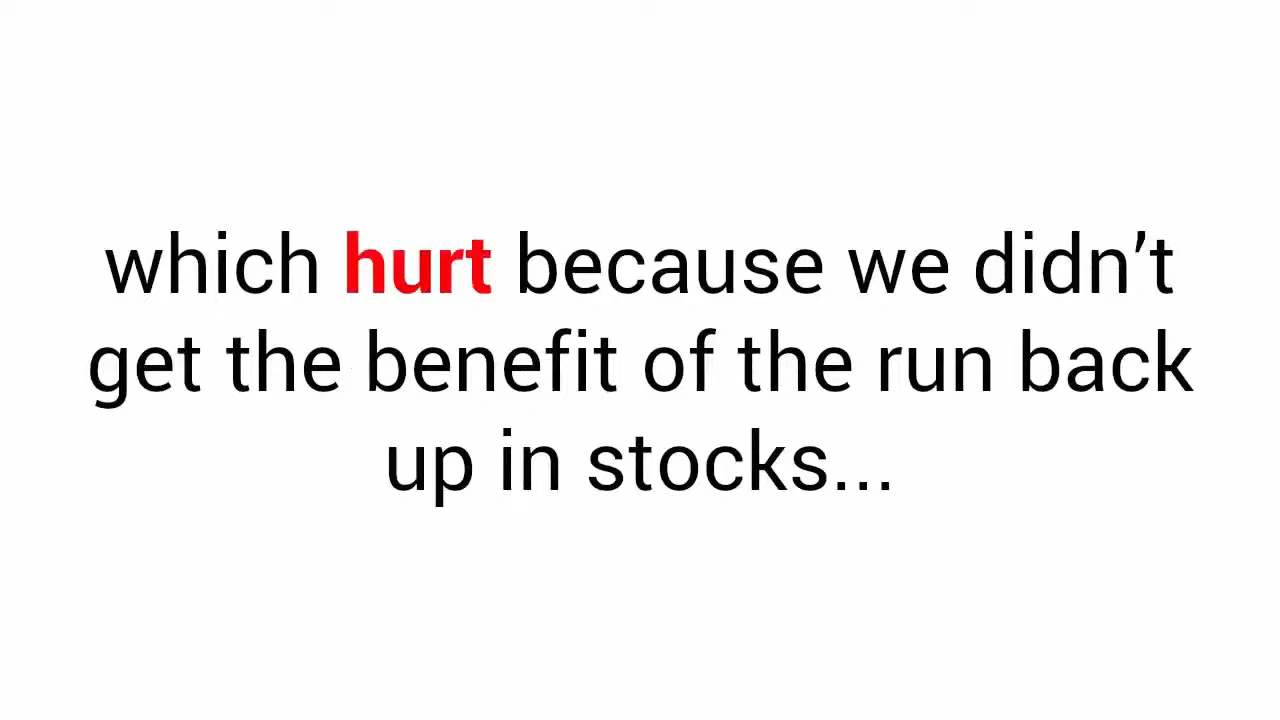 which hurt because we didn’t
get the benefit of the run back
up in stocks...